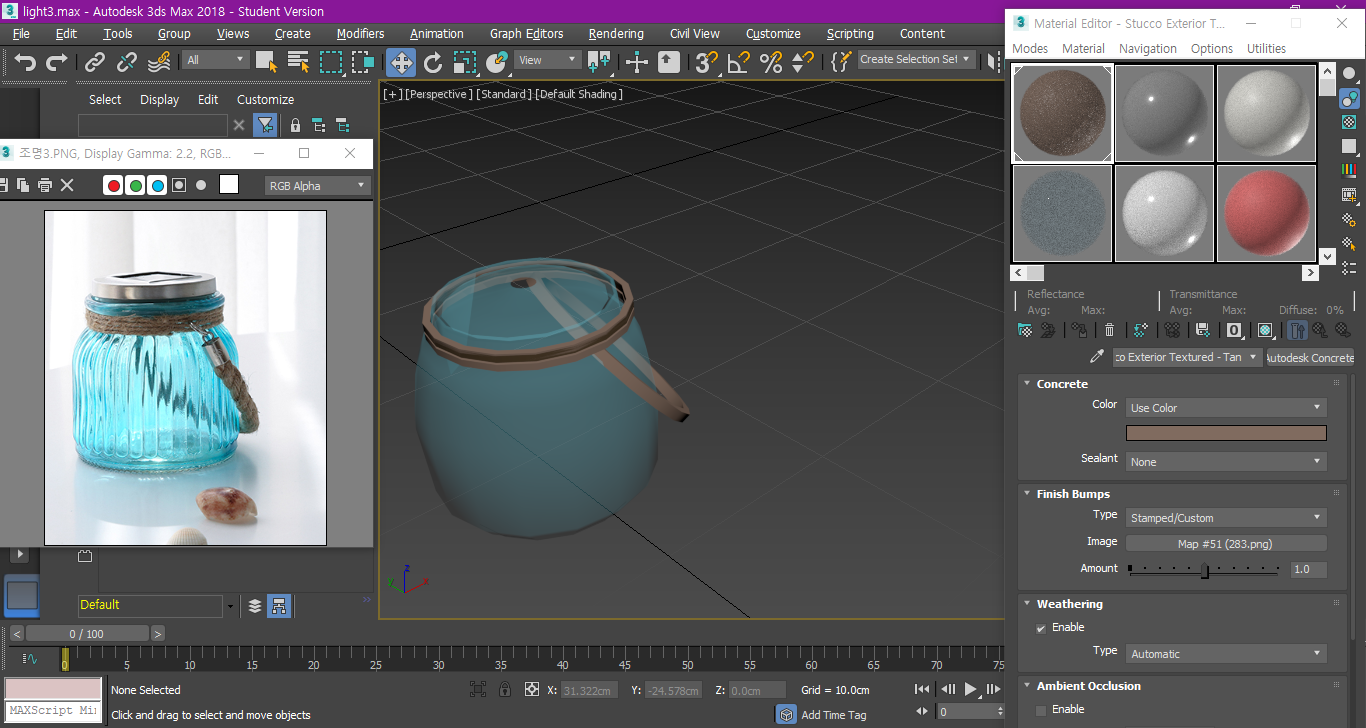 light3.max - Autodesk 3ds Max 2018 - Student Version
File Edit Tools Group Views Create Modifiers Animation Graph Editors Rendering Civil View Customize Scripting Content
All
View
Create Selection Set
Select Display Edit Customize
조명3.PNG, Display Gamma: 2.2, RGB...
RGB Alpha
[+] [Perspective ] [Standard ] [Default Shading ]
z
y
x
Default
0 / 100
0 5 10 15 20 25 30 35 40 45 50 55 60 65 70 75
None Selected
X: 31.322cm Y: -24.578cm Z: 0.0cm Grid = 10.0cm
MAXScript Mi
Click and drag to select and move objects
Add Time Tag
0
Material Editor - Stucco Exterior T...
Modes Material Navigation Options Utilities
Reflectance
Avg: Max:
Transmittance
Avg: Max: Diffuse: 0%
co Exterior Textured - Tan
Autodesk Concrete
Concrete
Color Use Color
Sealant None
Finish Bumps
Type Stamped/Custom
Image Map #51 (283.png)
Amount 1.0
Weathering
Enable
Type Automatic
Ambient Occlusion
Enable